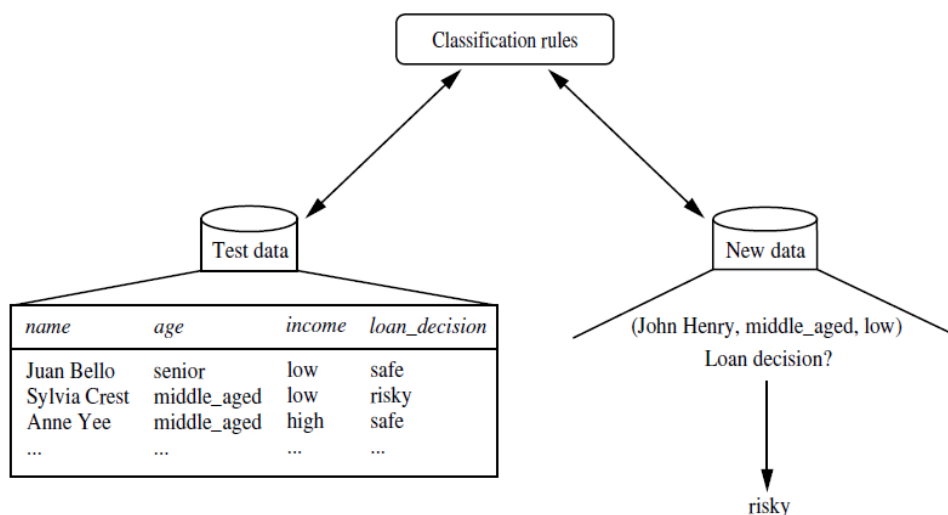 Classification rules
Test data
New data
name age income loan_decision
Juan Bello senior low safe
Sylvia Crest middle_aged low risky
Anne Yee middle_aged high safe
... ... ... ...
(John Henry, middle_aged, low)
Loan decision?
risky